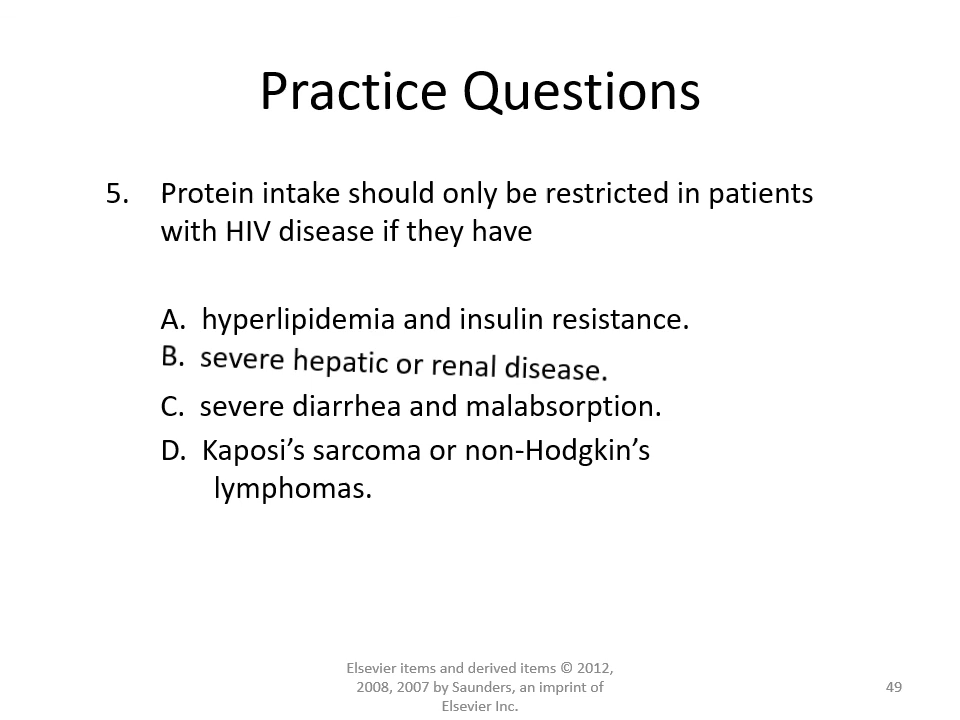 Practice Questions
5. Protein intake should only be restricted in patients
with HIV disease if they have
A. hyperlipidemia and insulin resistance.
B. severe hepatic or renal disease.
C. severe diarrhea and malabsorption.
D. Kaposi’s sarcoma or non-Hodgkin’s
lymphomas.
Elsevier items and derived items © 2012,
2008, 2007 by Saunders, an imprint of
Elsevier Inc.
49